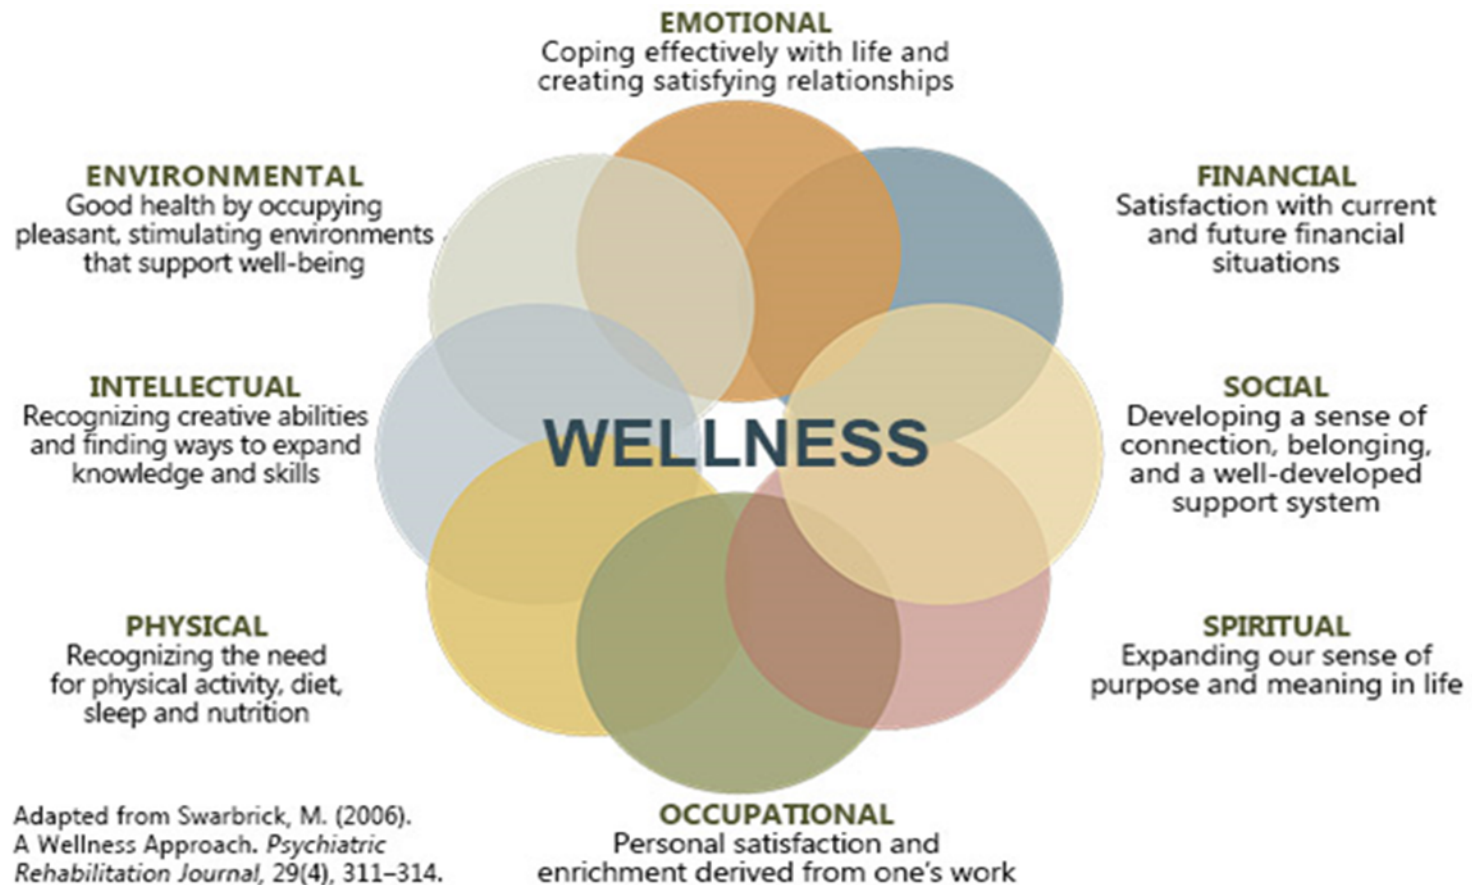 EMOTIONAL
Coping effectively with life and
creating satisfying relationships
ENVIRONMENTAL
Good health by occupying
pleasant, stimulating environments
that support well-being
FINANCIAL
Satisfaction with current
and future financial
situations
INTELLECTUAL
Recognizing creative abilities
and finding ways to expand
knowledge and skills
WELLNESS
SOCIAL
Developing a sense of
connection, belonging,
and a well-developed
support system
PHYSICAL
Recognizing the need
for physical activity, diet,
sleep and nutrition
SPIRITUAL
Expanding our sense of
purpose and meaning in life
OCCUPATIONAL
Personal satisfaction and
enrichment derived from one's work
Adapted from Swarbrick, M. (2006).
A Wellness Approach. Psychiatric
Rehabilitation Journal, 29(4), 311–314.